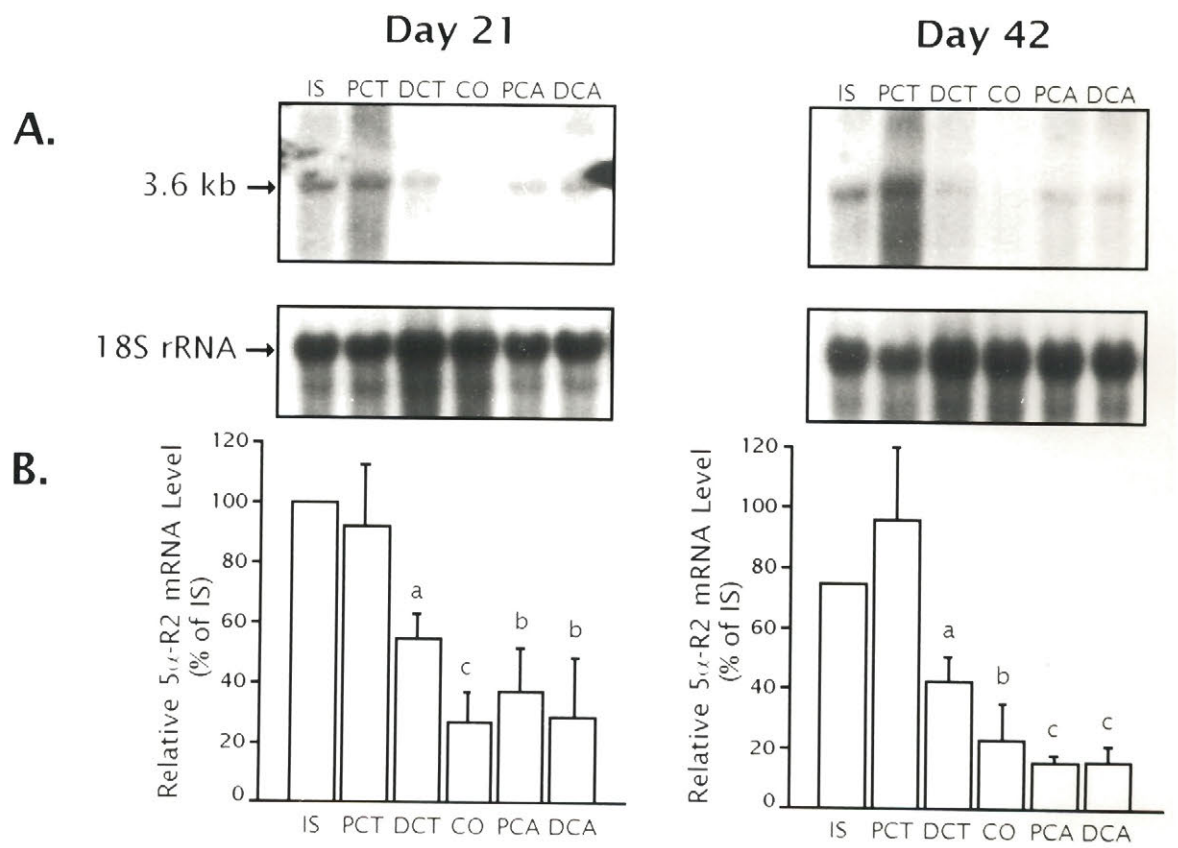 Day 21
Day 42
IS PCT DCT CO PCA DCA
IS PCT DCT CO PCA DCA
A.
3.6 kb
18S rRNA
B.
Relative 5α-R2 mRNA Level
(% of IS)
120
100
80
60
40
20
0
a
c
b
b
IS PCT DCT CO PCA DCA
Relative 5α-R2 mRNA Level
(% of IS)
120
100
80
60
40
20
0
a
b
c
c
IS PCT DCT CO PCA DCA